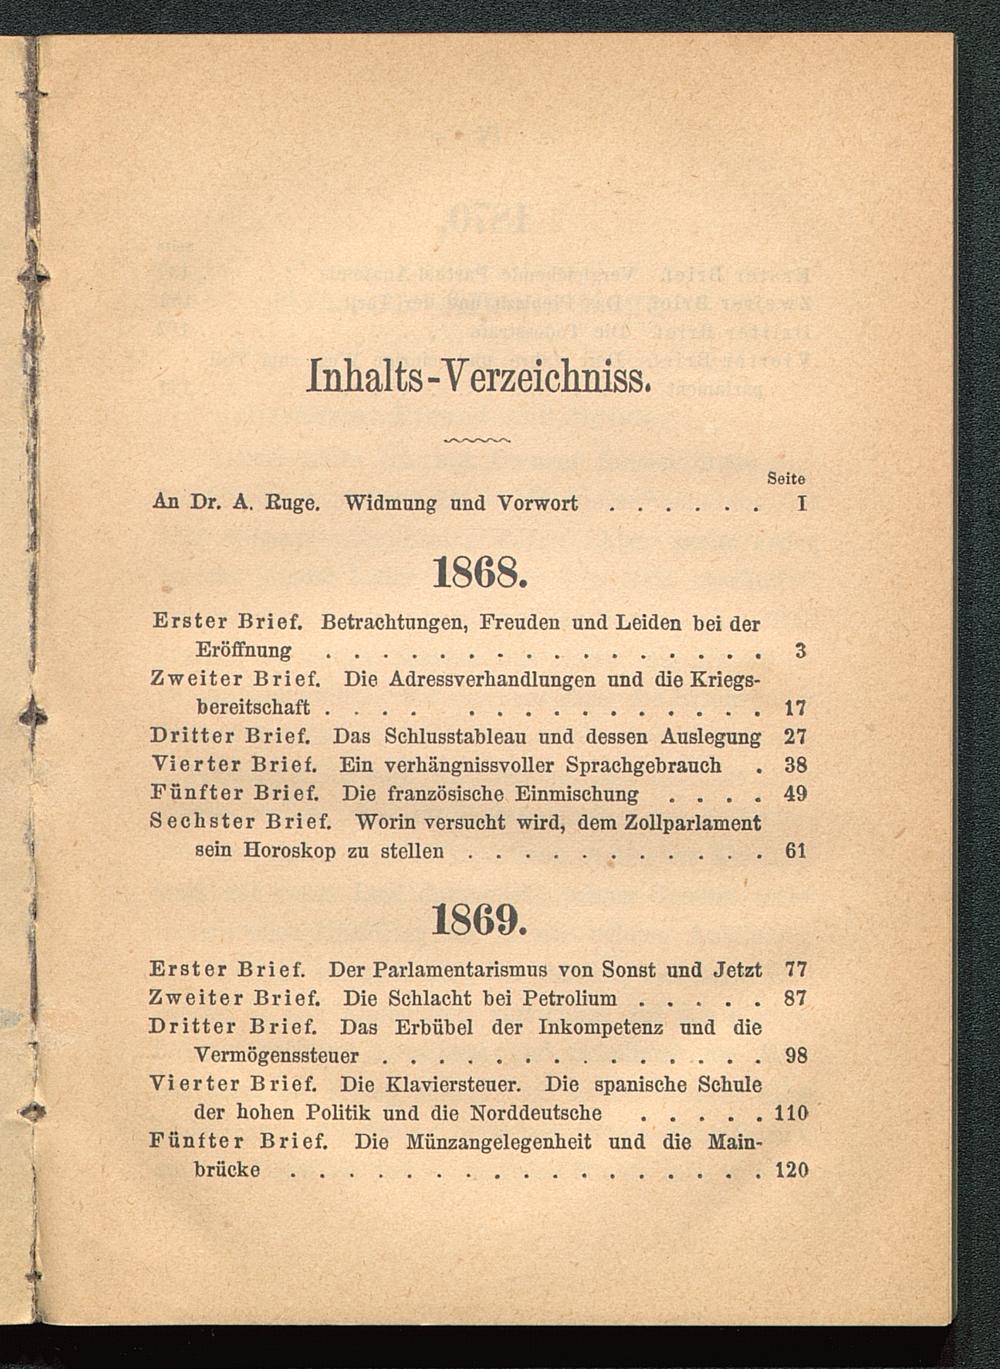 Inhalts-Verzeichniss.
Seite
An Dr. A. Ruge. Widmung und Vorwort . . . . . . I
1868.
Erster Brief. Betrachtungen, Freuden und Leiden bei der
Eröffnung . . . . . . . . . . . . . . . . 3
Zweiter Brief. Die Adressverhandlungen und die Kriegs-
bereitschaft . . . . . . . . . . . . . . . 17
Dritter Brief. Das Schlusstableau und dessen Auslegung 27
Vierter Brief. Ein verhängnissvoller Sprachgebrauch . 38
Fünfter Brief. Die französische Einmischung . . . . 49
Sechster Brief. Worin versucht wird, dem Zollparlament
sein Horoskop zu stellen . . . . . . . . . . . 61
1869.
Erster Brief. Der Parlamentarismus von Sonst und Jetzt 77
Zweiter Brief. Die Schlacht bei Petrolium . . . . . 87
Dritter Brief. Das Erbübel der Inkompetenz und die
Vermögenssteuer . . . . . . . . . . . . . . 98
Vierter Brief. Die Klaviersteuer. Die spanische Schule
der hohen Politik und die Norddeutsche . . . . . 110
Fünfter Brief. Die Münzangelegenheit und die Main-
brücke . . . . . . . . . . . . . . . . . 120